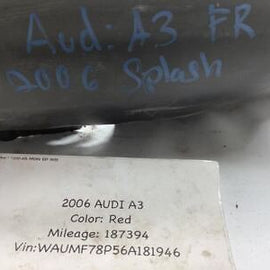 Audi A3 FR
2006 Splash
2006 AUDI A3
Color: Red
Mileage: 187394
Vin:WAUMF78P56A181946